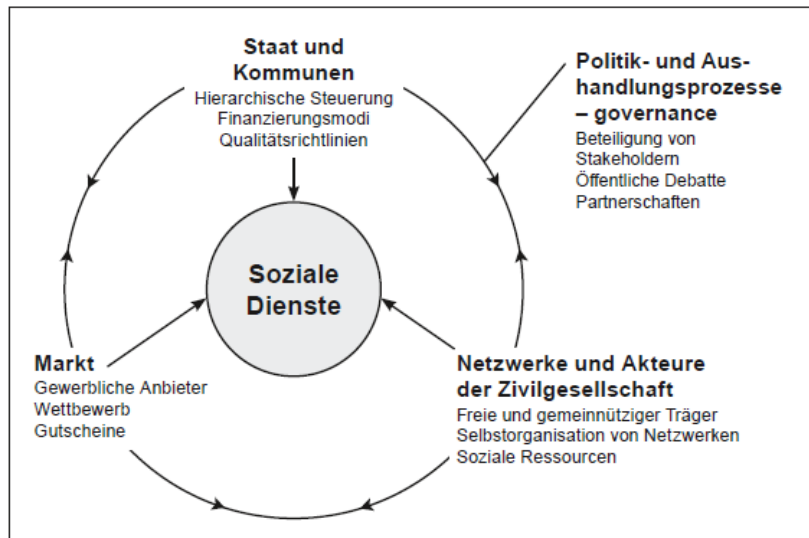 Staat und
Kommunen
Hierarchische Steuerung
Finanzierungsmodi
Qualitätsrichtlinien
Politik- und Aus-
handlungsprozesse
– governance
Beteiligung von
Stakeholdern
Öffentliche Debatte
Partnerschaften
Soziale
Dienste
Markt
Gewerbliche Anbieter
Wettbewerb
Gutscheine
Netzwerke und Akteure
der Zivilgesellschaft
Freie und gemeinnütziger Träger
Selbstorganisation von Netzwerken
Soziale Ressourcen